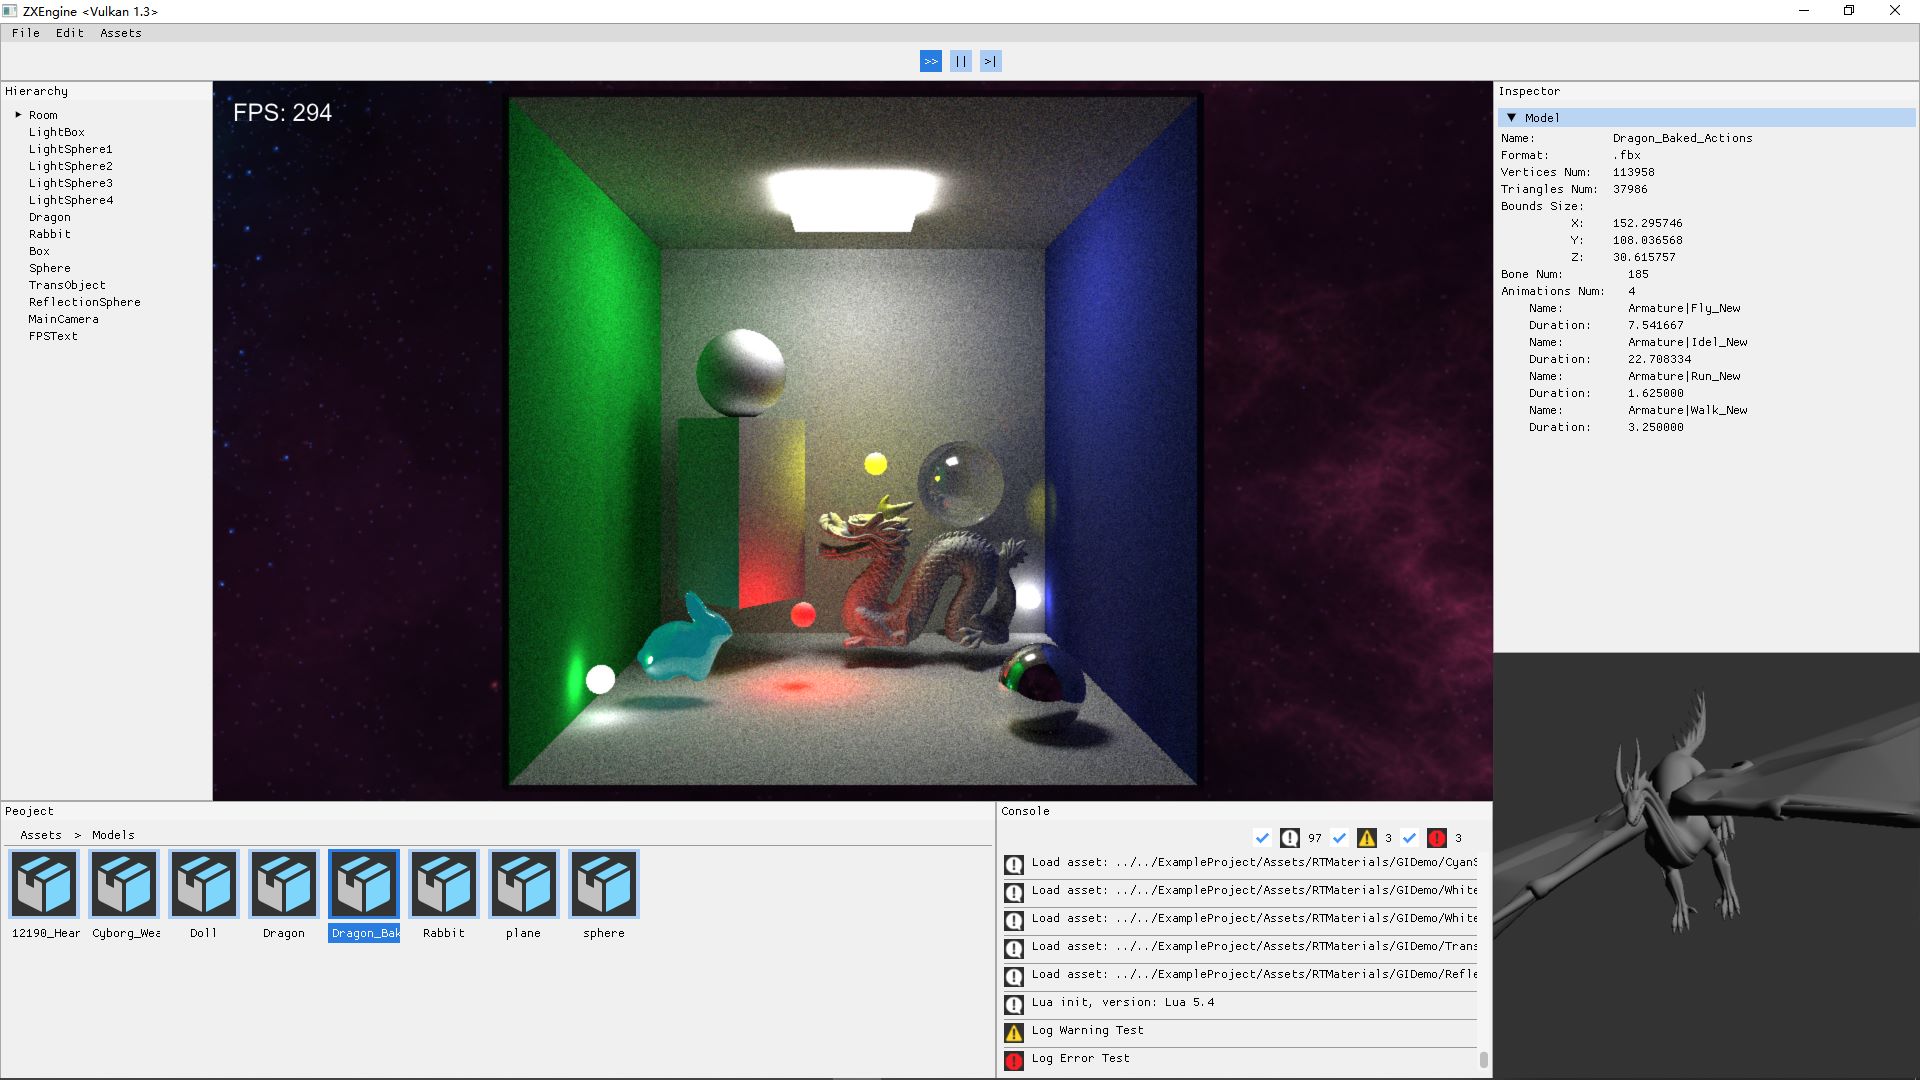 ZXEngine <Vulkan 1.3>
File Edit Assets
>> || >|
Hierarchy
Room
LightBox
LightSphere1
LightSphere2
LightSphere3
LightSphere4
Dragon
Rabbit
Box
Sphere
TransObject
ReflectionSphere
MainCamera
FPSText
FPS: 294
Inspector
Model
Name: Dragon_Baked_Actions
Format: .fbx
Vertices Num: 113958
Triangles Num: 37986
Bounds Size:
X: 152.295746
Y: 108.036568
Z: 30.615757
Bone Num: 185
Animations Num: 4
Name: Armature|Fly_New
Duration: 7.541667
Name: Armature|Idel_New
Duration: 22.708334
Name: Armature|Run_New
Duration: 1.625000
Name: Armature|Walk_New
Duration: 3.250000
Peoject
Assets > Models
12190_Hear Cyborg_Wea Doll Dragon Dragon_Bak Rabbit plane sphere
Console
97 3 3
Load asset: ../../ExampleProject/Assets/RTMaterials/GIDemo/CyanS
Load asset: ../../ExampleProject/Assets/RTMaterials/GIDemo/White
Load asset: ../../ExampleProject/Assets/RTMaterials/GIDemo/White
Load asset: ../../ExampleProject/Assets/RTMaterials/GIDemo/Trans
Load asset: ../../ExampleProject/Assets/RTMaterials/GIDemo/Refle
Lua init, version: Lua 5.4
Log Warning Test
Log Error Test